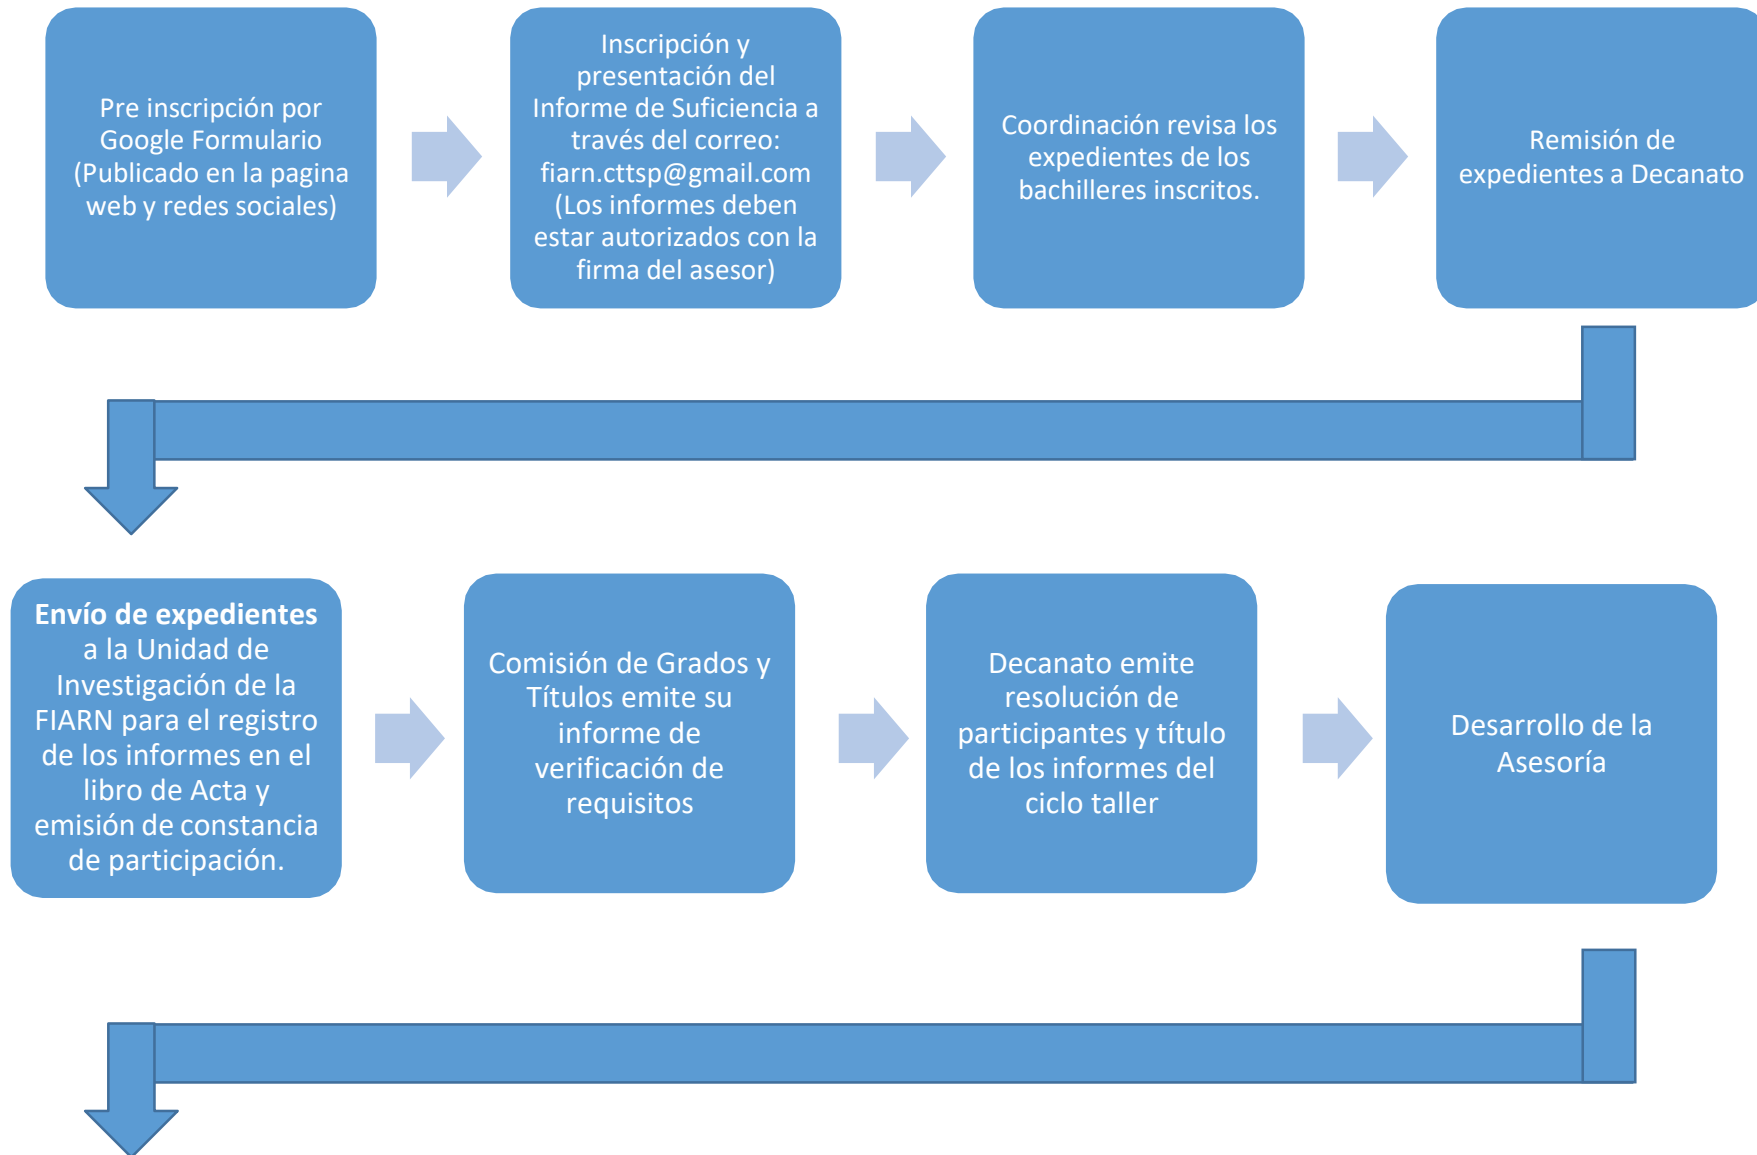 Pre inscripción por
Google Formulario
(Publicado en la pagina
web y redes sociales)
Inscripción y
presentación del
Informe de Suficiencia a
través del correo:
fiarn.cttsp@gmail.com
(Los informes deben
estar autorizados con la
firma del asesor)
Coordinación revisa los
expedientes de los
bachilleres inscritos.
Remisión de
expedientes a Decanato
Envío de expedientes
a la Unidad de
Investigación de la
FIARN para el registro
de los informes en el
libro de Acta y
emisión de constancia
de participación.
Comisión de Grados y
Títulos emite su
informe de
verificación de
requisitos
Decanato emite
resolución de
participantes y título
de los informes del
ciclo taller
Desarrollo de la
Asesoría